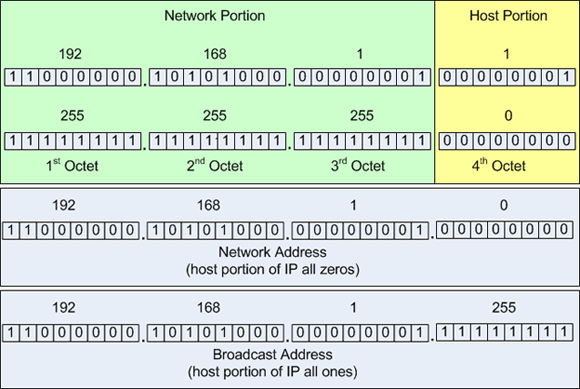 Network Portion Host Portion
192 168 1 1
1 1 0 0 0 0 0 0 . 1 0 1 0 1 0 0 0 . 0 0 0 0 0 0 0 1 0 0 0 0 0 0 0 1
255 255 255 0
1 1 1 1 1 1 1 1 . 1 1 1 1 1 1 1 1 . 1 1 1 1 1 1 1 1 0 0 0 0 0 0 0 0
1st Octet 2nd Octet 3rd Octet 4th Octet
192 168 1 0
1 1 0 0 0 0 0 0 . 1 0 1 0 1 0 0 0 . 0 0 0 0 0 0 0 1 . 0 0 0 0 0 0 0 0
Network Address
(host portion of IP all zeros)
192 168 1 255
1 1 0 0 0 0 0 0 . 1 0 1 0 1 0 0 0 . 0 0 0 0 0 0 0 1 . 1 1 1 1 1 1 1 1
Broadcast Address
(host portion of IP all ones)